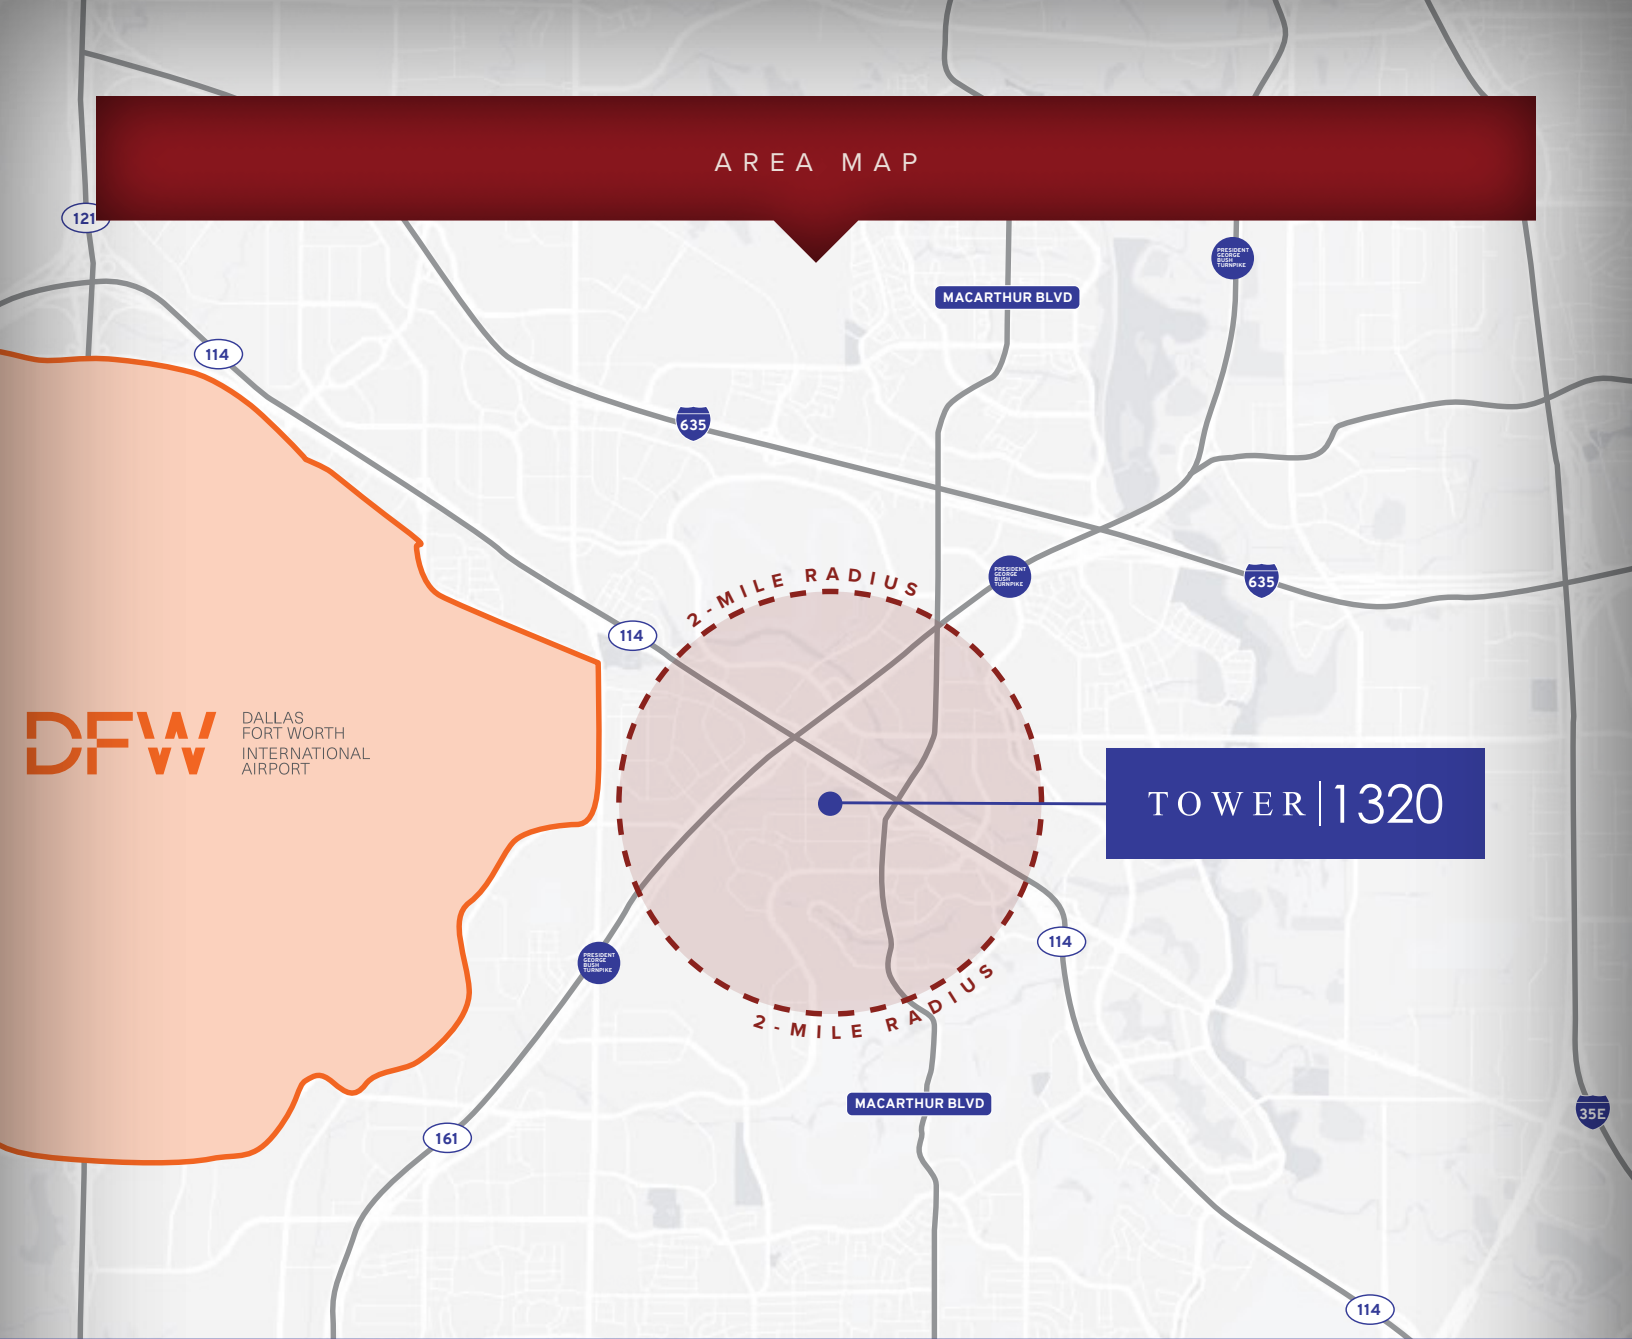 AREA MAP
121
PRESIDENT
GEORGE
BUSH
TURNPIKE
MACARTHUR BLVD
114
635
2-MILE RADIUS
PRESIDENT
GEORGE
BUSH
TURNPIKE
635
114
DFW
DALLAS
FORT WORTH
INTERNATIONAL
AIRPORT
TOWER|1320
114
PRESIDENT
GEORGE
BUSH
TURNPIKE
2-MILE RADIUS
MACARTHUR BLVD
35E
161
114